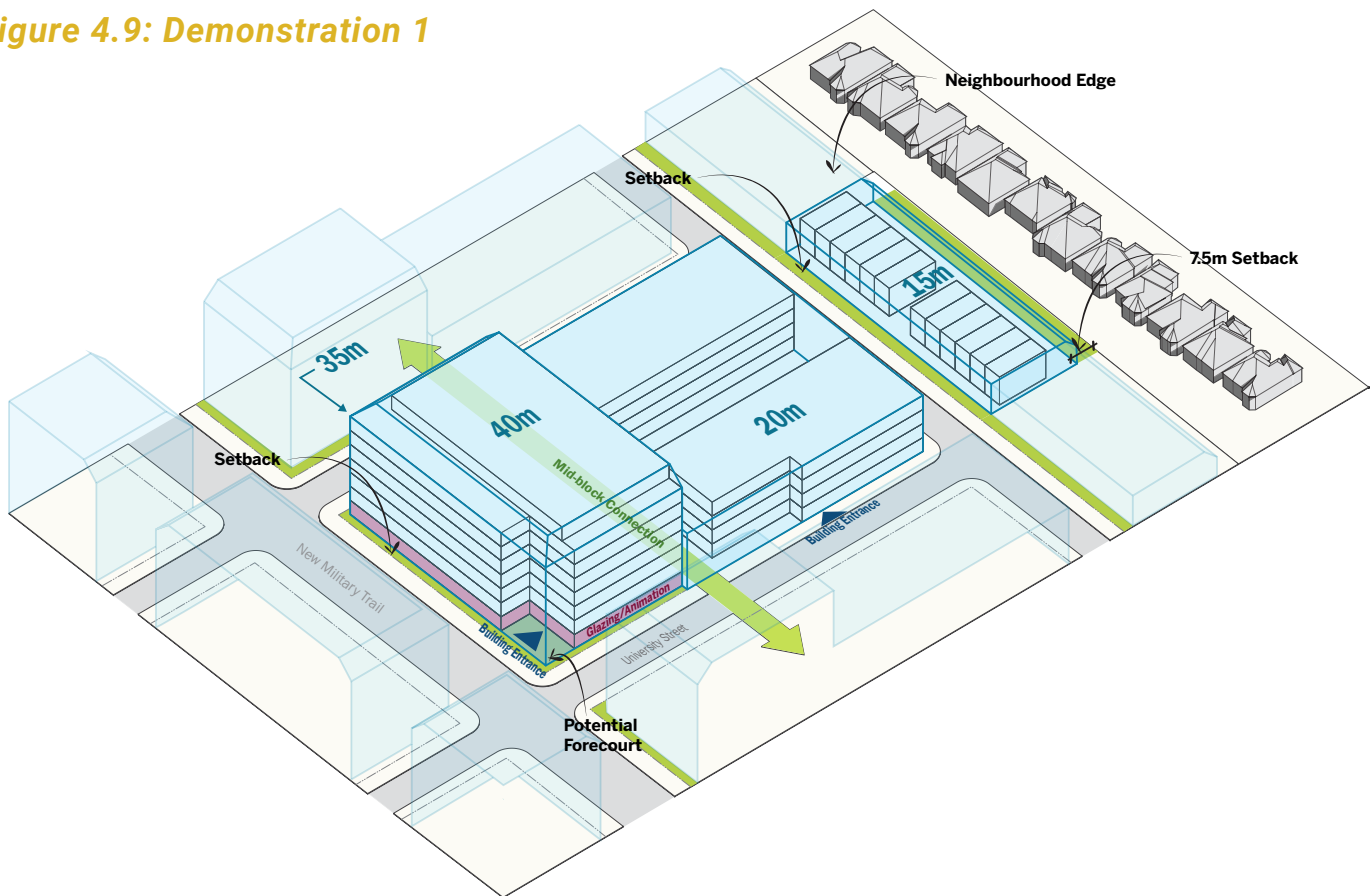 igure 4.9: Demonstration 1
Neighbourhood Edge
Setback
7.5m Setback
15m
35m
40m
20m
Setback
Mid-block Connection
Building Entrance
New Military Trail
Glazing/Animation
Building Entrance
University Street
Potential
Forecourt